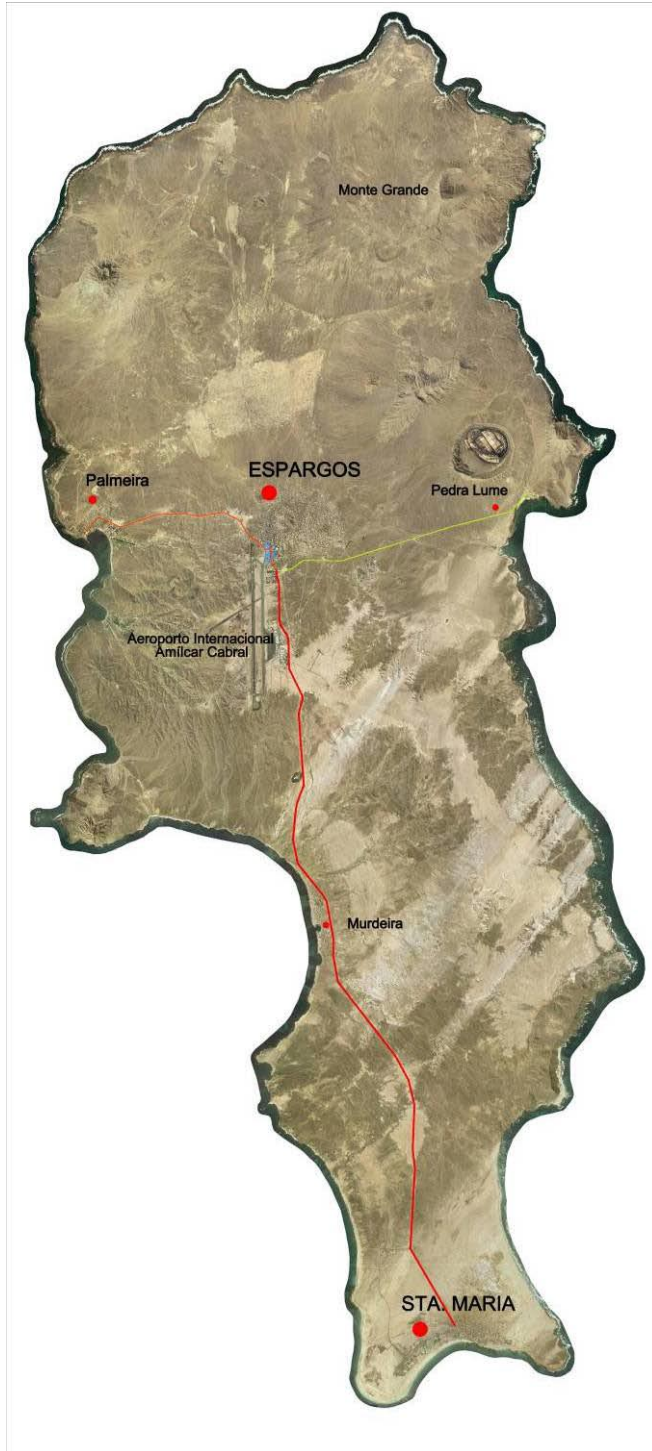 Monte Grande
ESPARGOS
Palmeira
Pedra Lume
Aeroporto Internacional
Amílcar Cabral
Murdeira
STA. MARIA